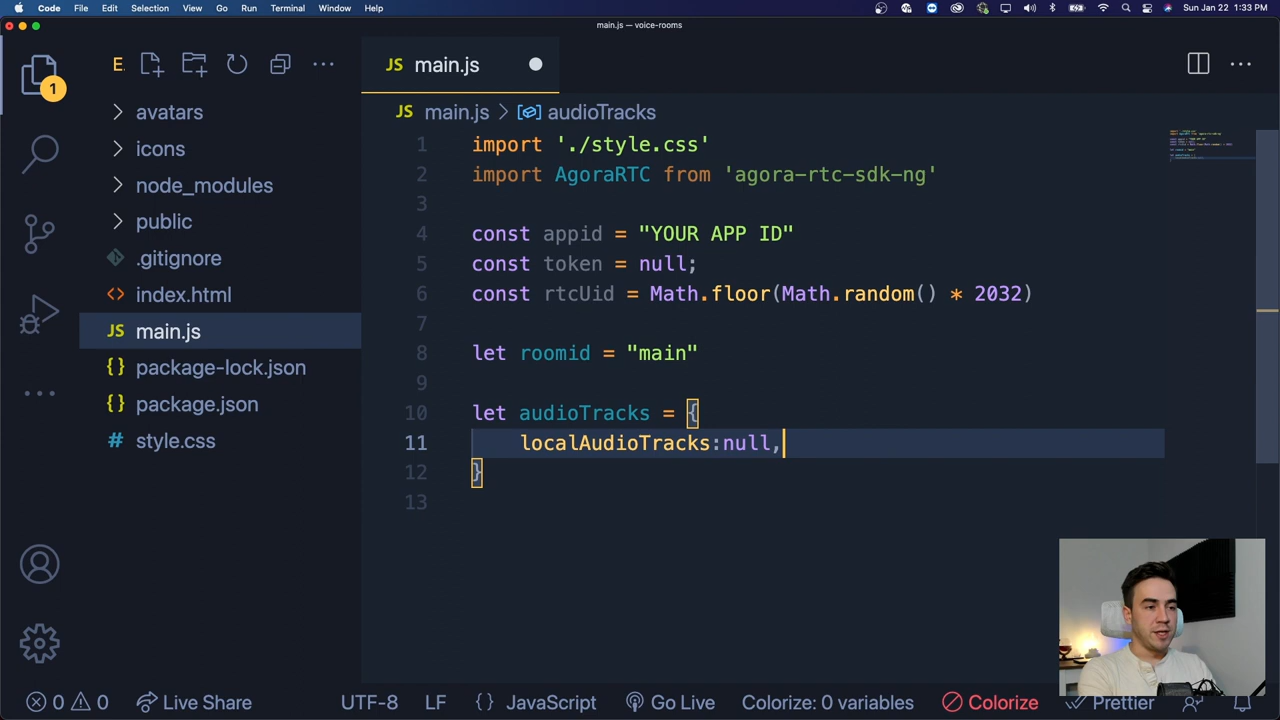 Code File Edit Selection View Go Run Terminal Window Help Sun Jan 22 1:33 PM
main.js — voice-rooms
E.
JS main.js
1
JS main.js > audioTracks
avatars
icons
node_modules
public
.gitignore
index.html
JS main.js
{} package-lock.json
{} package.json
# style.css
1 import './style.css'
2 import AgoraRTC from 'agora-rtc-sdk-ng'
3
4 const appid = "YOUR APP ID"
5 const token = null;
6 const rtcUid = Math.floor(Math.random() * 2032)
7
8 let roomid = "main"
9
10 let audioTracks = {
11 localAudioTracks:null,
12 }
13
0 0 Live Share UTF-8 LF {} JavaScript Go Live Colorize: 0 variables Colorize Prettier